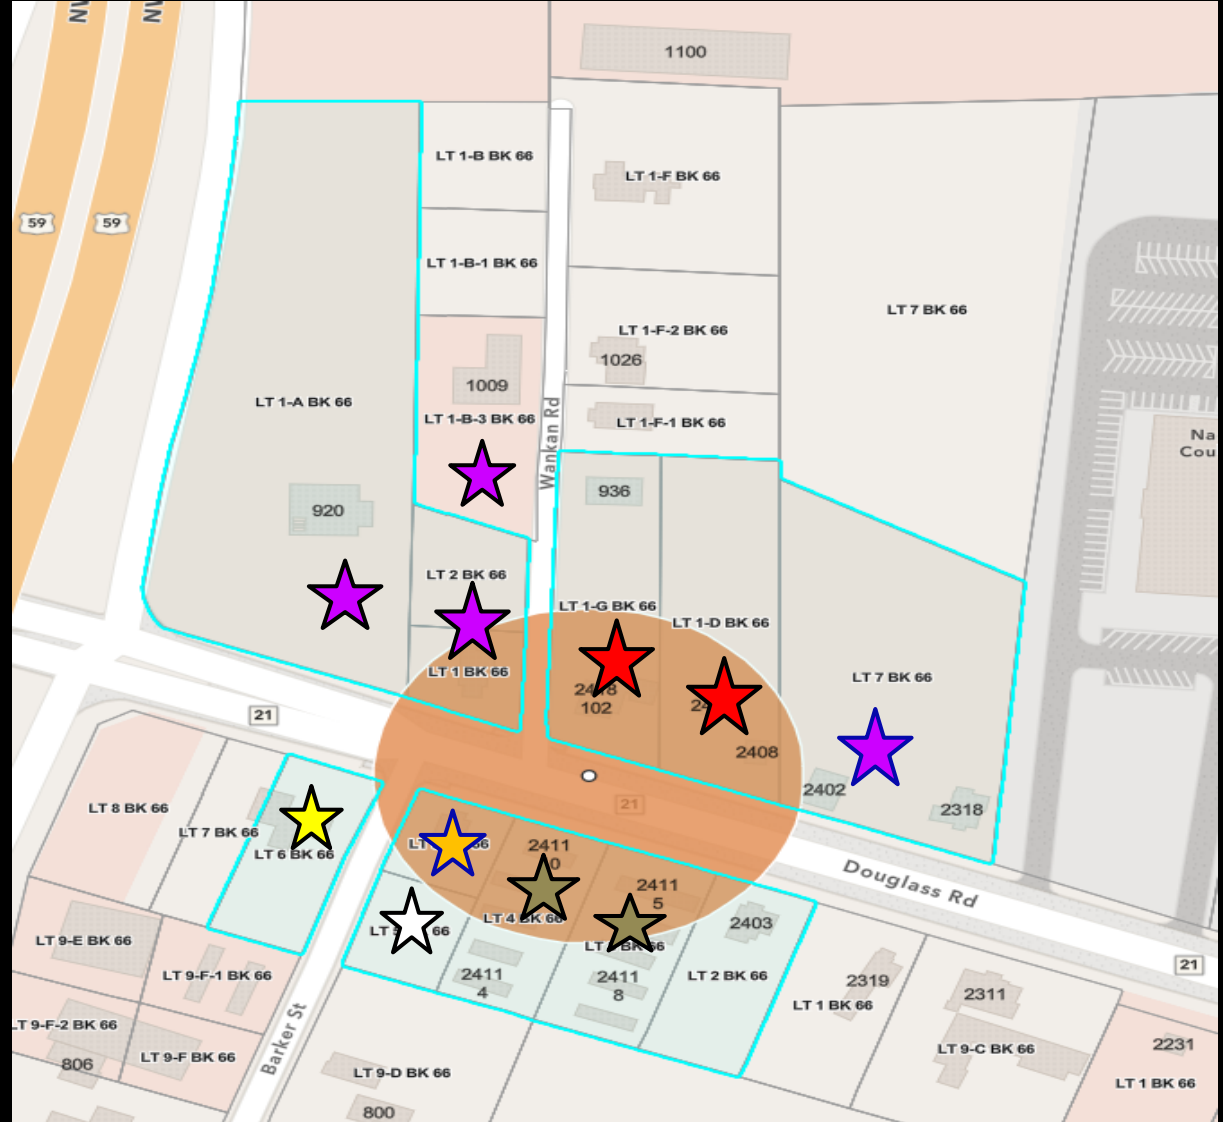 NW
NW
1100
LT 1-B BK 66
LT 1-F BK 66
59
59
LT 1-B-1 BK 66
LT 7 BK 66
LT 1-F-2 BK 66
1026
1009
LT 1-A BK 66
LT 1-B-3 BK 66
LT 1-F-1 BK 66
Wankan Rd
Na
Cou
936
920
LT 2 BK 66
LT 1-G BK 66
LT 1-D BK 66
LT 1 BK 66
LT 7 BK 66
102
21
2408
2402
21
2318
LT 8 BK 66
LT 7 BK 66
LT 6 BK 66
2411
2411
5
Douglass Rd
LT 4 BK 66
2403
LT 9-E BK 66
21
LT 9-F-1 BK 66
2411
4
2411
8
LT 2 BK 66
2319
2311
LT 1 BK 66
LT 9-F-2 BK 66
LT 9-F BK 66
806
Barker St
LT 9-D BK 66
LT 9-C BK 66
2231
LT 1 BK 66
800